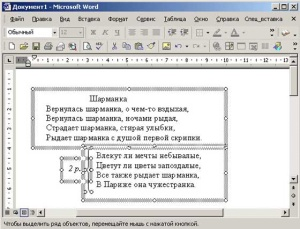 Документ1 - Microsoft Word
Файл Правка Вид Вставка Формат Сервис Таблица Окно Справка Спец_вставка
Обычный 12
Шарманка
Вернулась шарманка, о чем-то вздыхая,
Вернулась шарманка, ночами рыдая,
Страдает шарманка, стирая улыбки,
Рыдает шарманка с душой первой скрипки.
2 р.
Влекут ли мечты небывалые,
Цветут ли цветы запоздалые,
Все также рыдает шарманка,
В Париже она чужестранка.
Чтобы выделить ряд объектов, перемещайте мышь с нажатой кнопкой.